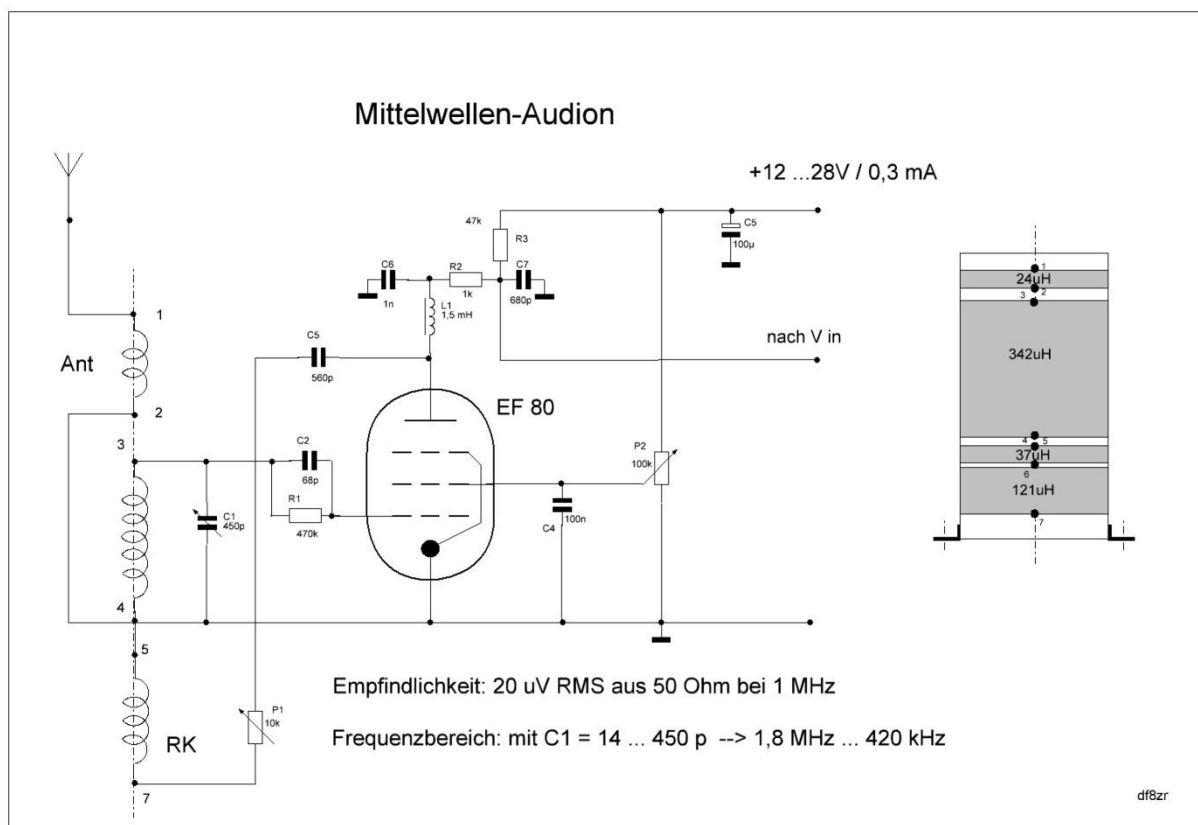 Mittelwellen-Audion
+12 ...28V / 0,3 mA
47k
R3
C5
100µ
C6
1n
R2
1k
C7
680p
L1
1,5 mH
nach V in
C5
560p
1
Ant
2
3
EF 80
C2
68p
R1
470k
C1
450p
P2
100k
C4
100n
4
5
P1
10k
RK
7
1
24uH
2
3
342uH
4
5
37uH
6
121uH
7
Empfindlichkeit: 20 uV RMS aus 50 Ohm bei 1 MHz
Frequenzbereich: mit C1 = 14 ... 450 p --> 1,8 MHz ... 420 kHz
df8zr